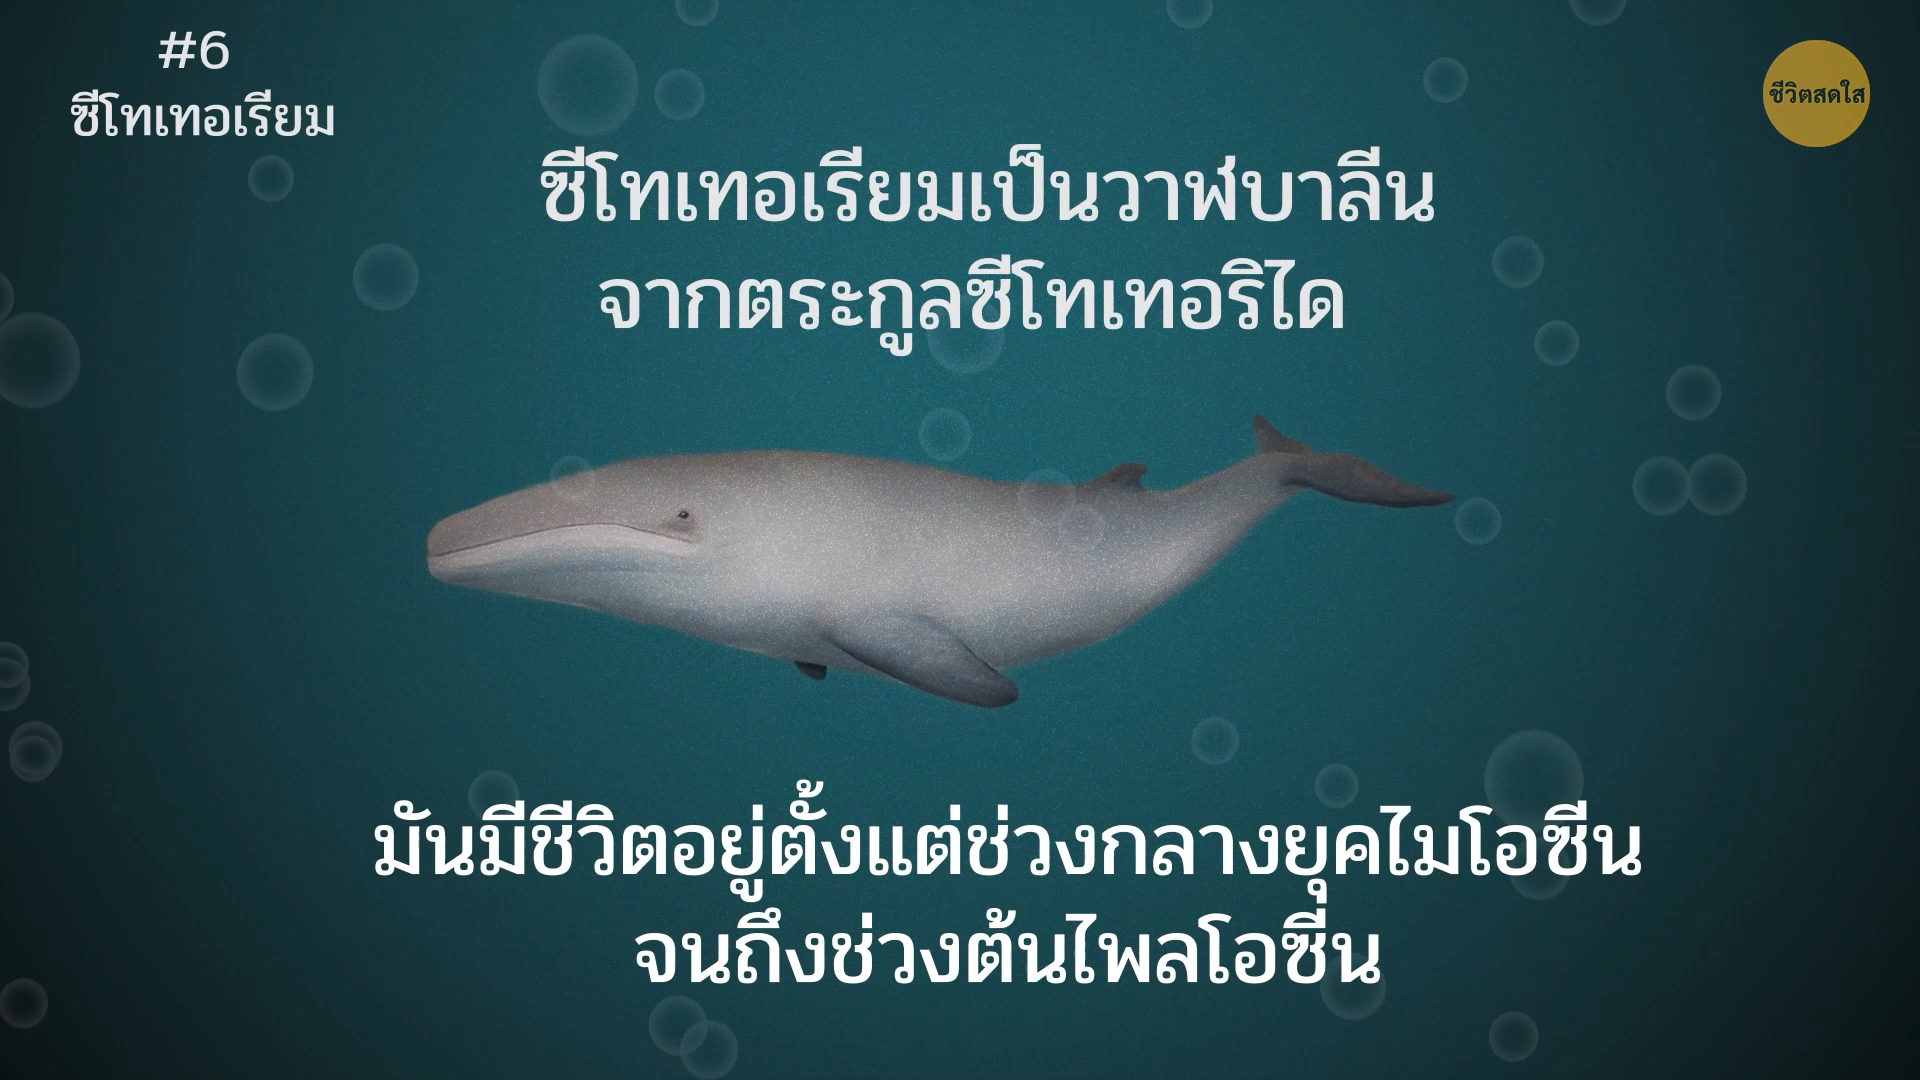 #6
ซีโทเทอเรียม
ชีวิตสดใส
ซีโทเทอเรียมเป็นวาฬบาลีน
จากตระกูลซีโทเทอริได
มันมีชีวิตอยู่ตั้งแต่ช่วงกลางยุคไมโอซีน
จนถึงช่วงต้นไพลโอซีน